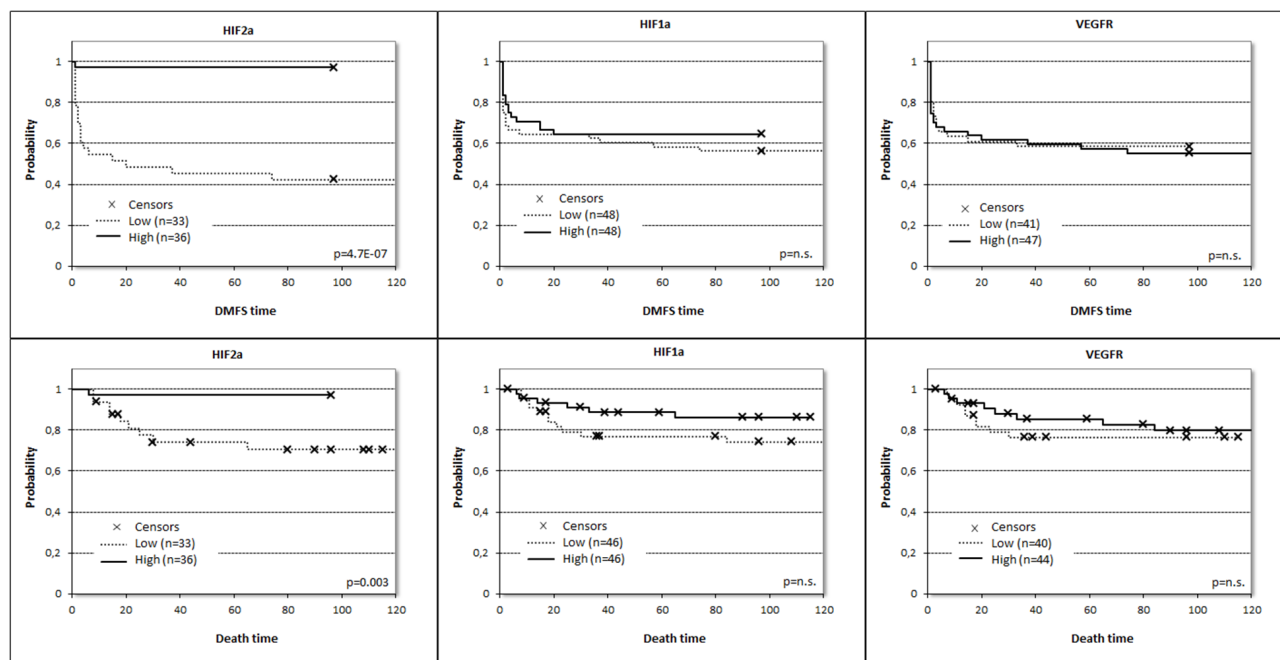 HIF2a
Probability
1
0,8
0,6
0,4
0,2
0
× Censors
Low (n=33)
High (n=36)
p=4.7E-07
0 20 40 60 80 100 120
DMFS time
HIF1a
Probability
1
0,8
0,6
0,4
0,2
0
× Censors
Low (n=48)
High (n=48)
p=n.s.
0 20 40 60 80 100 120
DMFS time
VEGFR
Probability
1
0,8
0,6
0,4
0,2
0
× Censors
Low (n=41)
High (n=47)
p=n.s.
0 20 40 60 80 100 120
DMFS time
HIF2a
Probability
1
0,8
0,6
0,4
0,2
0
× Censors
Low (n=33)
High (n=36)
p=0.003
0 20 40 60 80 100 120
Death time
HIF1a
Probability
1
0,8
0,6
0,4
0,2
0
× Censors
Low (n=46)
High (n=46)
p=n.s.
0 20 40 60 80 100 120
Death time
VEGFR
Probability
1
0,8
0,6
0,4
0,2
0
× Censors
Low (n=40)
High (n=44)
p=n.s.
0 20 40 60 80 100 120
Death time